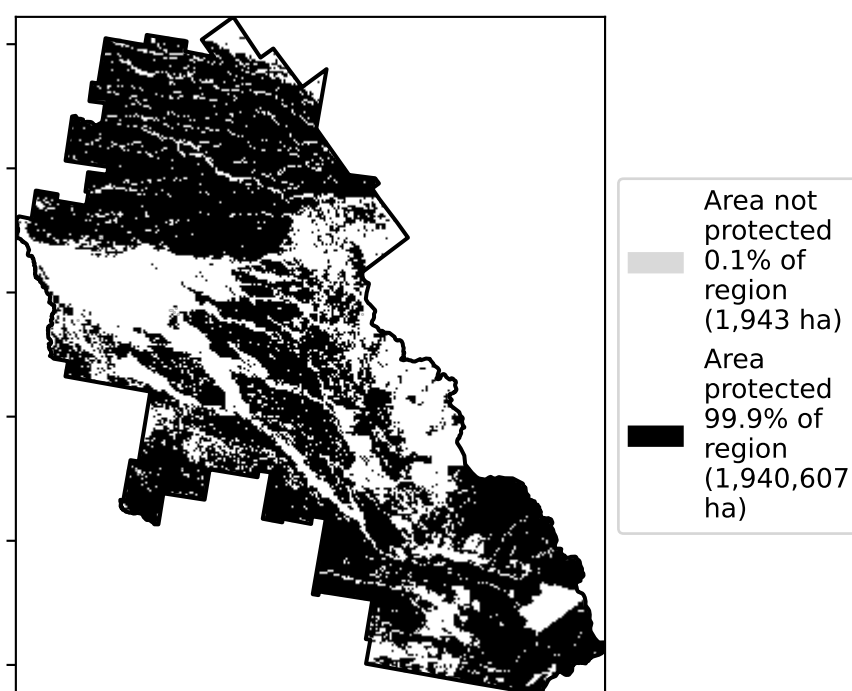 Area not
protected
0.1% of
region
(1,943 ha)
Area
protected
99.9% of
region
(1,940,607
ha)